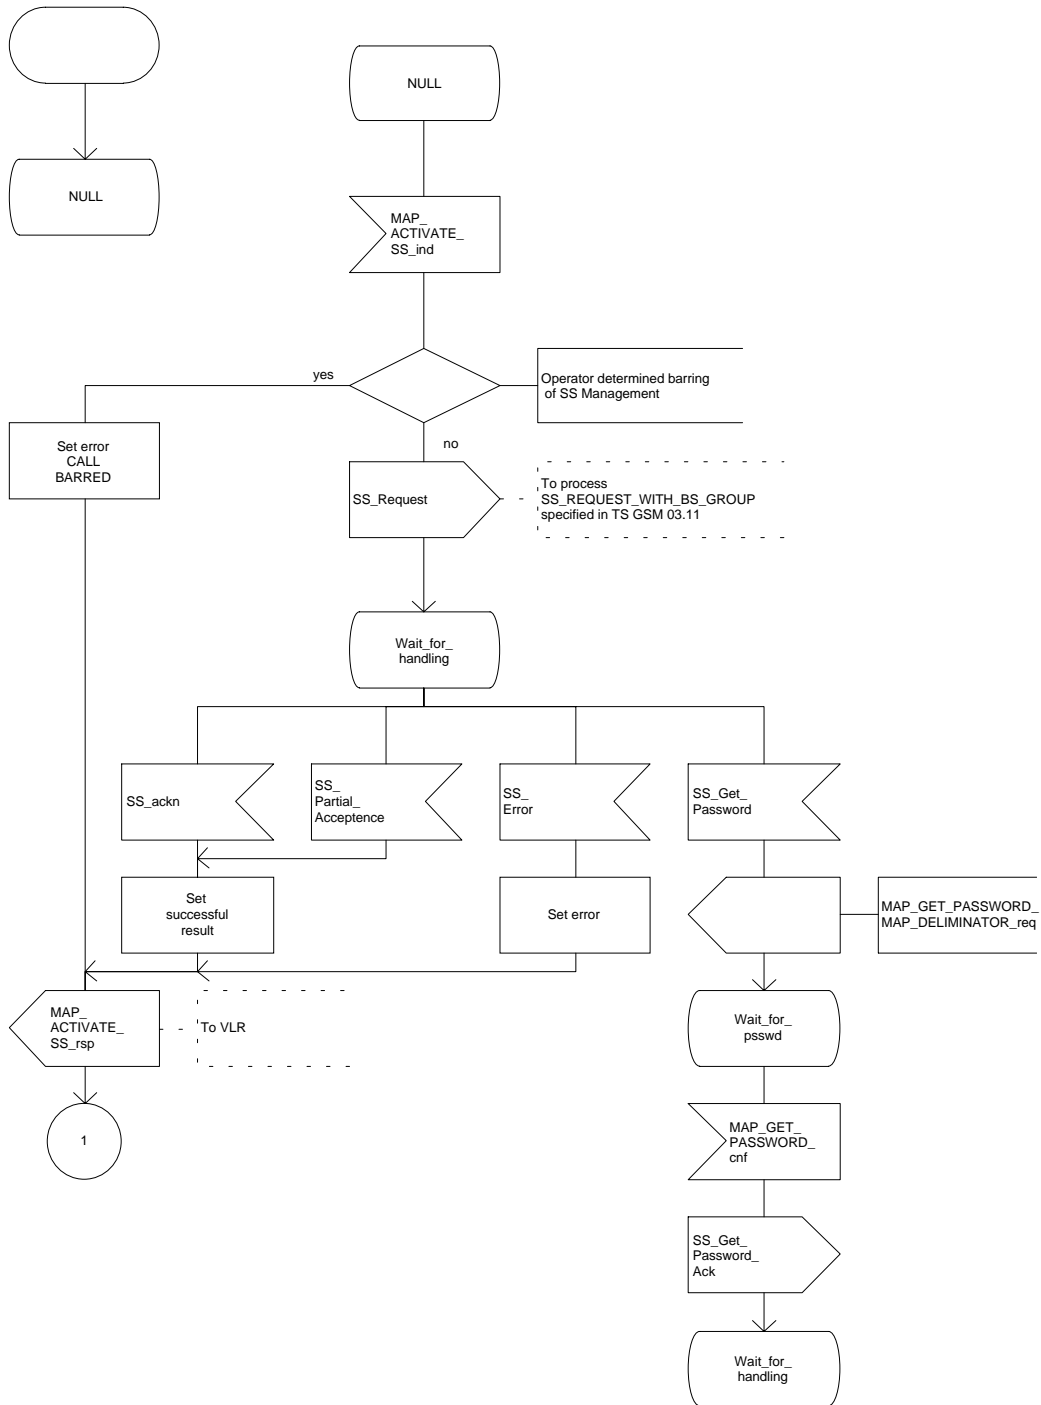 NULL
NULL
MAP_
ACTIVATE_
SS_ind
yes
Operator determined barring
of SS Management
no
Set error
CALL
BARRED
SS_Request
To process
SS_REQUEST_WITH_BS_GROUP
specified in TS GSM 03.11
Wait_for_
handling
SS_ackn
SS_
Partial_
Acceptence
SS_
Error
SS_Get_
Password
Set
successful
result
Set error
MAP_GET_PASSWORD_
MAP_DELIMINATOR_req
MAP_
ACTIVATE_
SS_rsp
To VLR
Wait_for_
psswd
1
MAP_GET_
PASSWORD_
cnf
SS_Get_
Password_
Ack
Wait_for_
handling